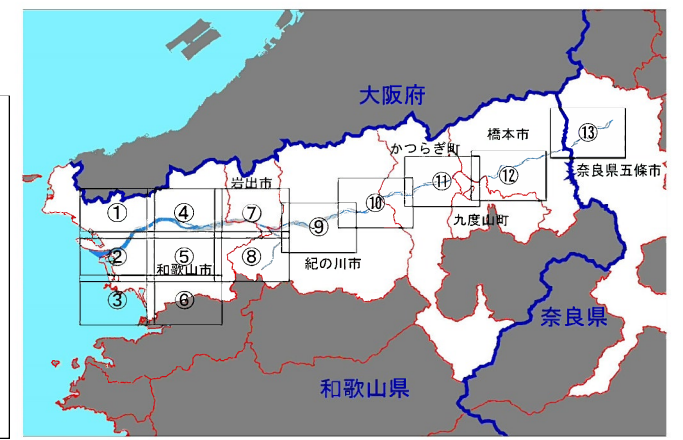 大阪府
橋本市
⑬
かつらぎ町
奈良県五條市
岩出市
⑪
⑫
⑩
①
④
⑦
九度山町
⑨
②
⑤
⑧
紀の川市
和歌山市
③
⑥
奈良県
和歌山県